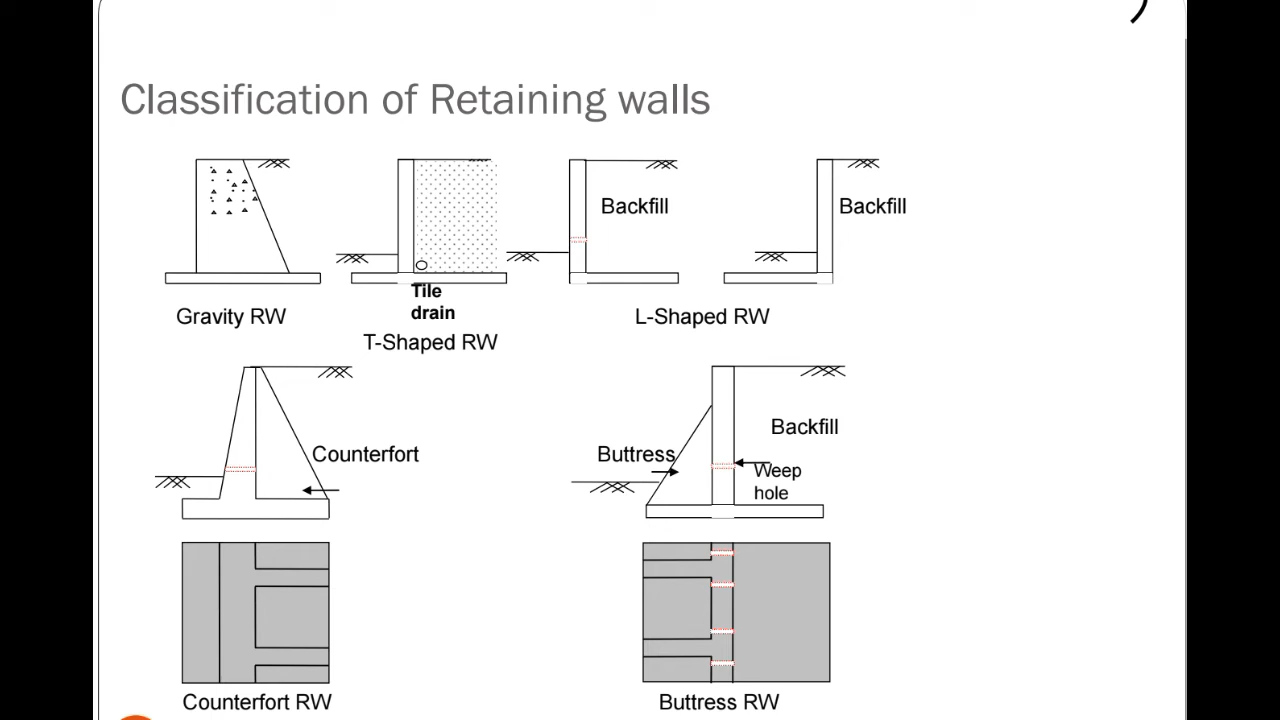 Classification of Retaining walls
Backfill
Backfill
Tile
drain
Gravity RW
T-Shaped RW
L-Shaped RW
Counterfort
Buttress
Backfill
Weep
hole
Counterfort RW
Buttress RW